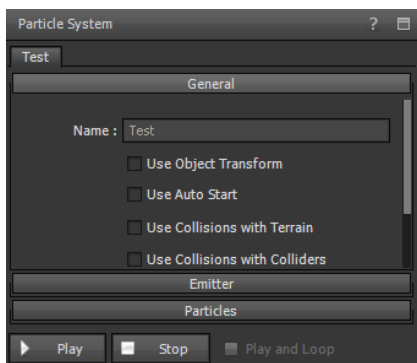 Particle System ?
Test
General
Name : Test
Use Object Transform
Use Auto Start
Use Collisions with Terrain
Use Collisions with Colliders
Emitter
Particles
Play Stop Play and Loop